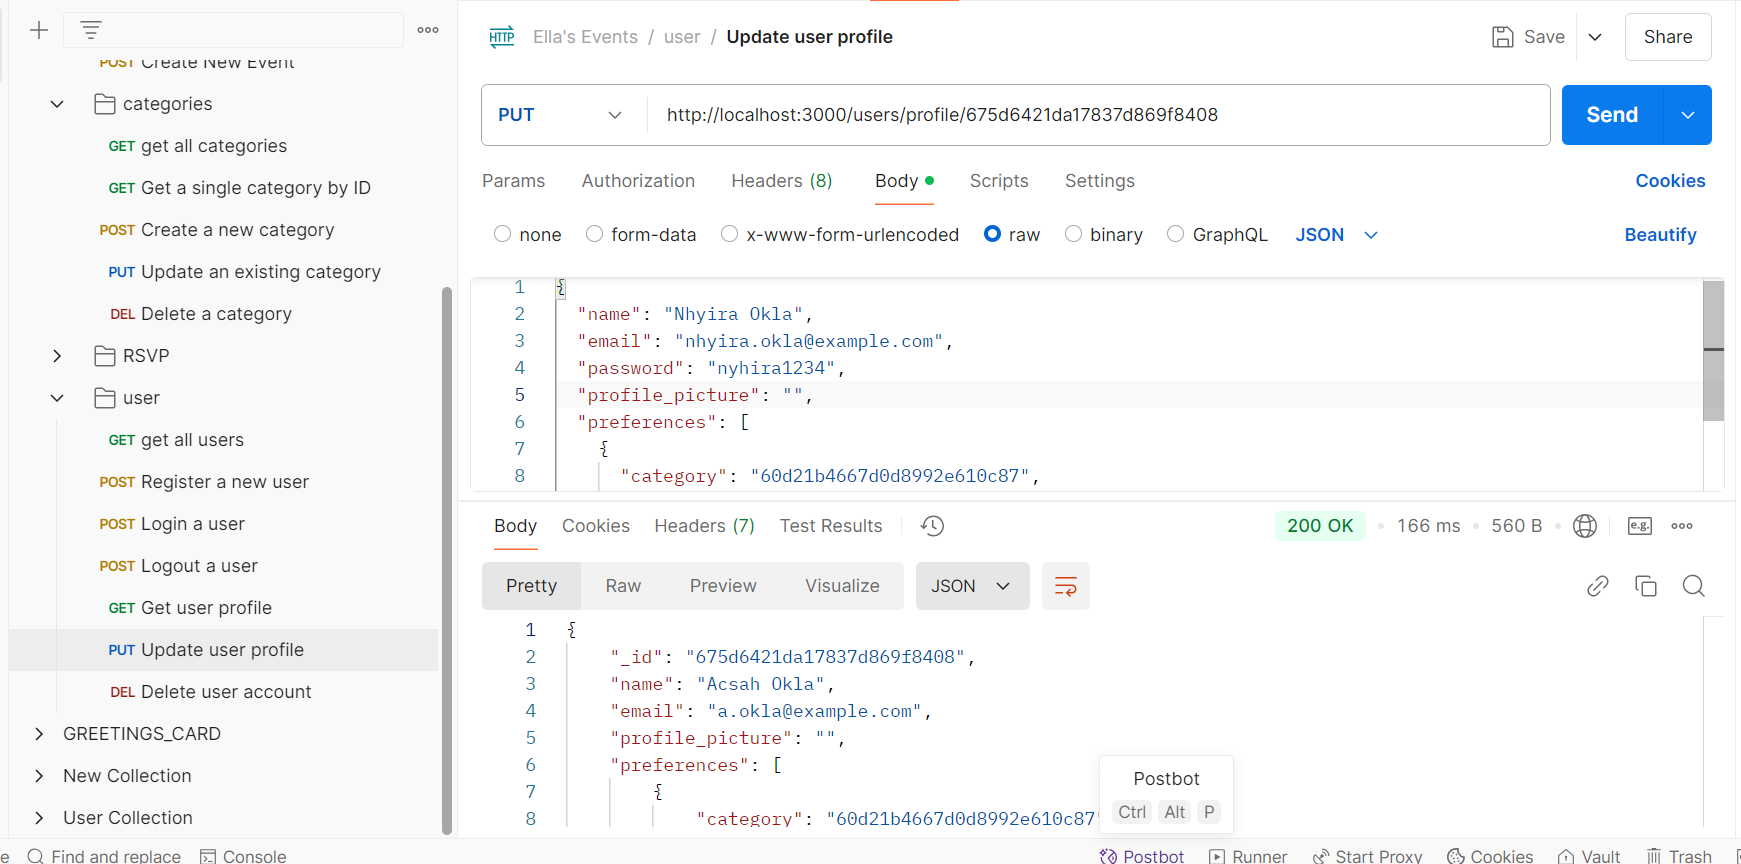 POST Create New Event
categories
GET get all categories
GET Get a single category by ID
POST Create a new category
PUT Update an existing category
DEL Delete a category
RSVP
user
GET get all users
POST Register a new user
POST Login a user
POST Logout a user
GET Get user profile
PUT Update user profile
DEL Delete user account
GREETINGS_CARD
New Collection
User Collection
HTTP Ella's Events / user / Update user profile
Save
Share
PUT http://localhost:3000/users/profile/675d6421da17837d869f8408
Send
Params Authorization Headers (8) Body Scripts Settings Cookies
none form-data x-www-form-urlencoded raw binary GraphQL JSON Beautify
1 {
2 "name": "Nhyira Okla",
3 "email": "nhyira.okla@example.com",
4 "password": "nyhira1234",
5 "profile_picture": "",
6 "preferences": [
7 {
8 "category": "60d21b4667d0d8992e610c87",
Body Cookies Headers (7) Test Results 200 OK 166 ms 560 B e.g.
Pretty Raw Preview Visualize JSON
1 {
2 "_id": "675d6421da17837d869f8408",
3 "name": "Acsah Okla",
4 "email": "a.okla@example.com",
5 "profile_picture": "",
6 "preferences": [
7 {
8 "category": "60d21b4667d0d8992e610c87"
Postbot
Ctrl Alt P
e Find and replace Console Postbot Runner Start Proxy Cookies Vault Trash